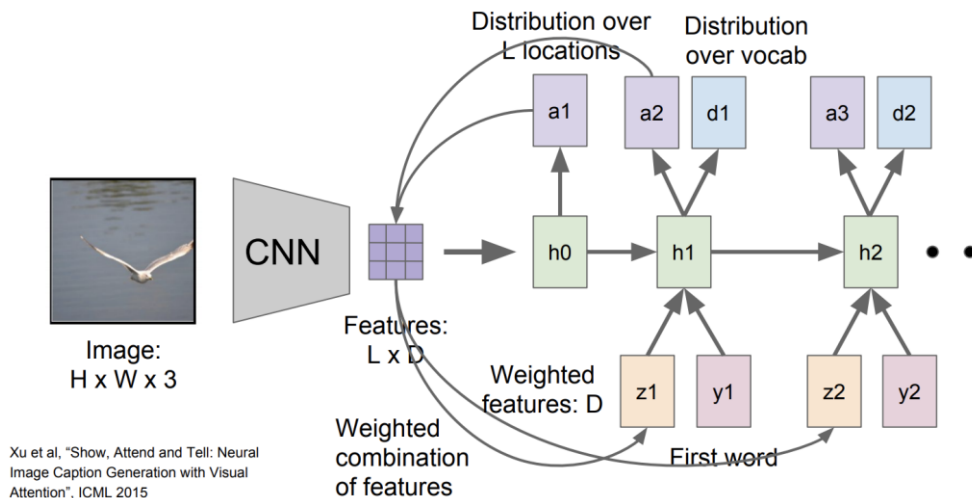 Distribution over
L locations
Distribution
over vocab
a1
a2
d1
a3
d2
CNN
h0
h1
h2
Image:
H x W x 3
Features:
L x D
Weighted
features: D
z1
y1
z2
y2
Weighted
combination
of features
First word
Xu et al, “Show, Attend and Tell: Neural
Image Caption Generation with Visual
Attention”, ICML 2015